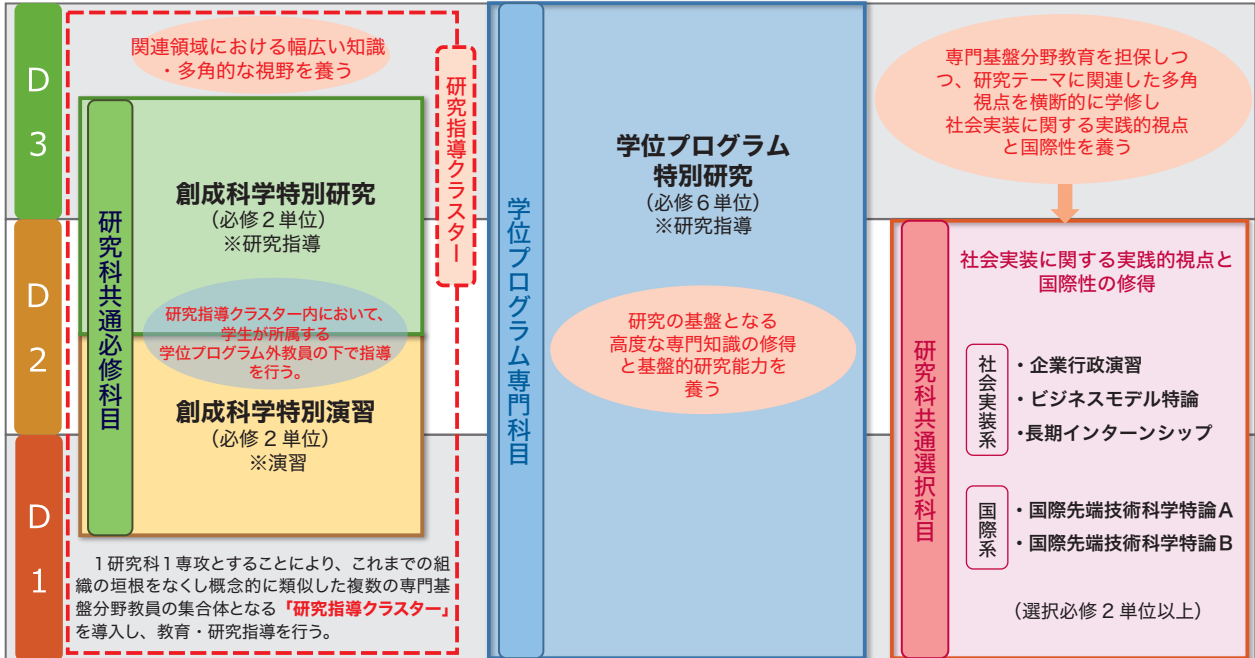 D
3
D
2
D
1
関連領域における幅広い知識
・多角的な視野を養う
研究指導クラスター
研究科共通必修科目
創成科学特別研究
（必修２単位）
※研究指導
研究指導クラスター内において、
学生が所属する
学位プログラム外教員の下で指導
を行う。
創成科学特別演習
（必修２単位）
※演習
１研究科１専攻とすることにより、これまでの組
織の垣根をなくし概念的に類似した複数の専門基
盤分野教員の集合体となる「研究指導クラスター」
を導入し、教育・研究指導を行う。
学位プログラム専門科目
学位プログラム
特別研究
（必修６単位）
※研究指導
研究の基盤となる
高度な専門知識の修得
と基盤的研究能力を
養う
専門基盤分野教育を担保しつ
つ、研究テーマに関連した多角
視点を横断的に学修し
社会実装に関する実践的視点
と国際性を養う
研究科共通選択科目
社会実装に関する実践的視点と
国際性の修得
社会実装系
・企業行政演習
・ビジネスモデル特論
・長期インターンシップ
国際系
・国際先端技術科学特論Ａ
・国際先端技術科学特論Ｂ
（選択必修２単位以上）